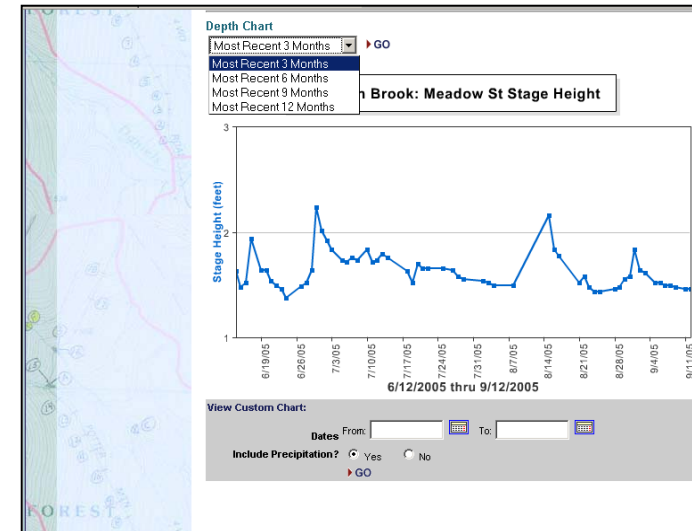 FOREST
Depth Chart
Most Recent 3 Months
GO
Most Recent 3 Months
Most Recent 6 Months
Most Recent 9 Months
Most Recent 12 Months
Brook: Meadow St Stage Height
Stage Height (feet)
3
2
1
6/19/05
6/26/05
7/3/05
7/10/05
7/17/05
7/24/05
7/31/05
8/7/05
8/14/05
8/21/05
8/28/05
9/4/05
9/11/05
6/12/2005 thru 9/12/2005
View Custom Chart:
Dates From: To:
Include Precipitation? Yes No
GO
FOREST